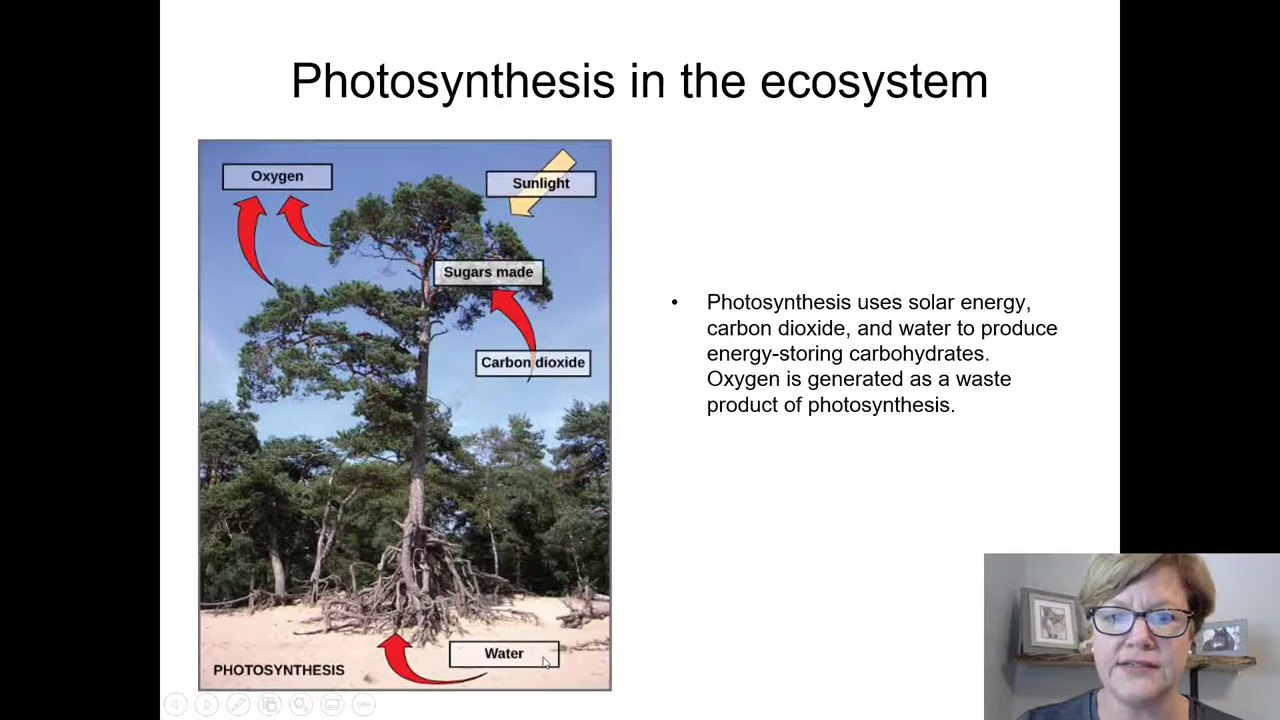 Photosynthesis in the ecosystem
Oxygen
Sunlight
Sugars made
Carbon dioxide
Water
PHOTOSYNTHESIS
• Photosynthesis uses solar energy,
carbon dioxide, and water to produce
energy-storing carbohydrates.
Oxygen is generated as a waste
product of photosynthesis.